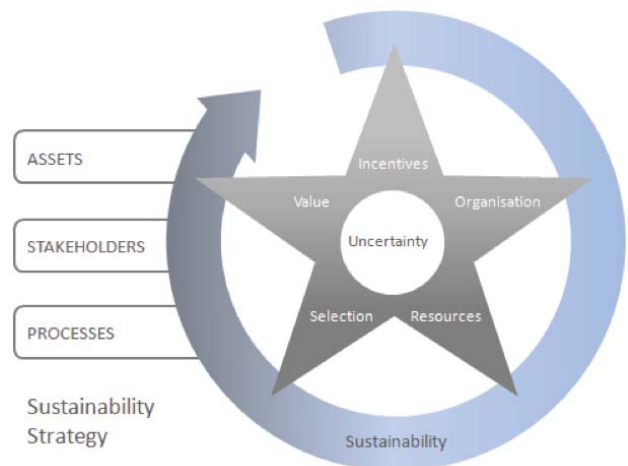 Incentives
ASSETS
Value
Organisation
STAKEHOLDERS
Uncertainty
PROCESSES
Selection
Resources
Sustainability
Strategy
Sustainability